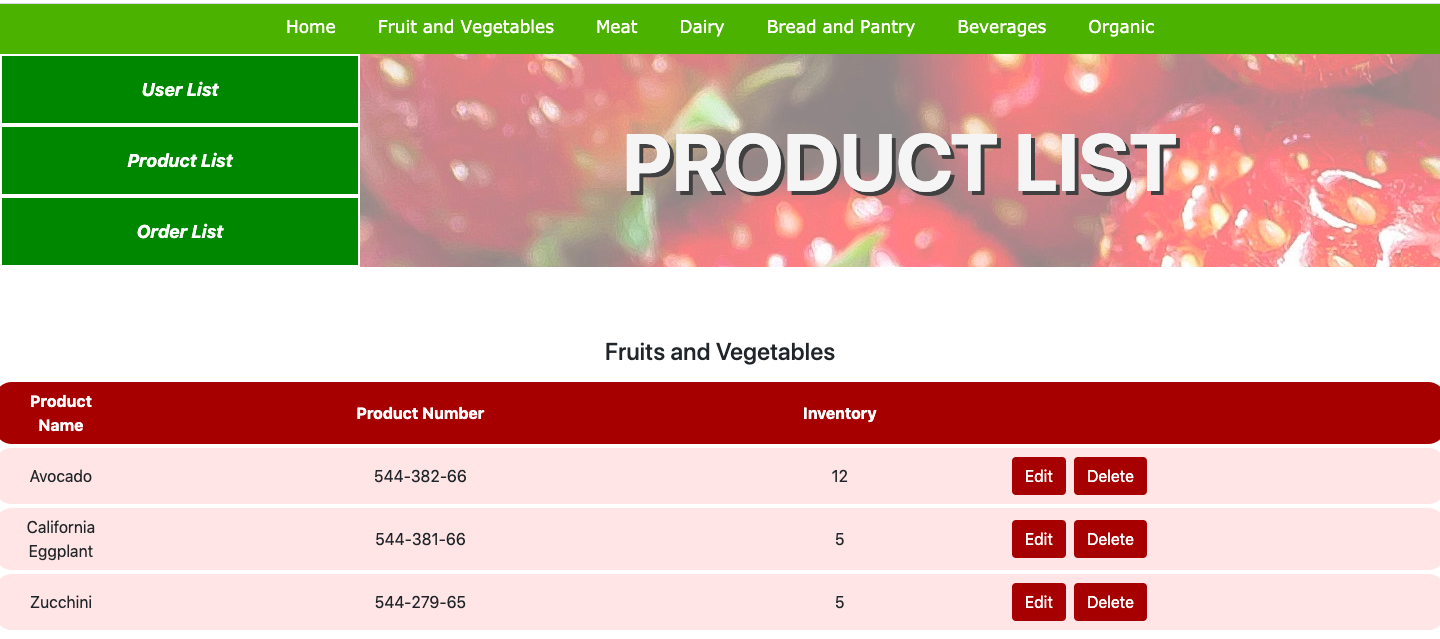 Home Fruit and Vegetables Meat Dairy Bread and Pantry Beverages Organic
User List
Product List
Order List
PRODUCT LIST
Fruits and Vegetables
Product Name Product Number Inventory
Avocado 544-382-66 12 Edit Delete
California Eggplant 544-381-66 5 Edit Delete
Zucchini 544-279-65 5 Edit Delete